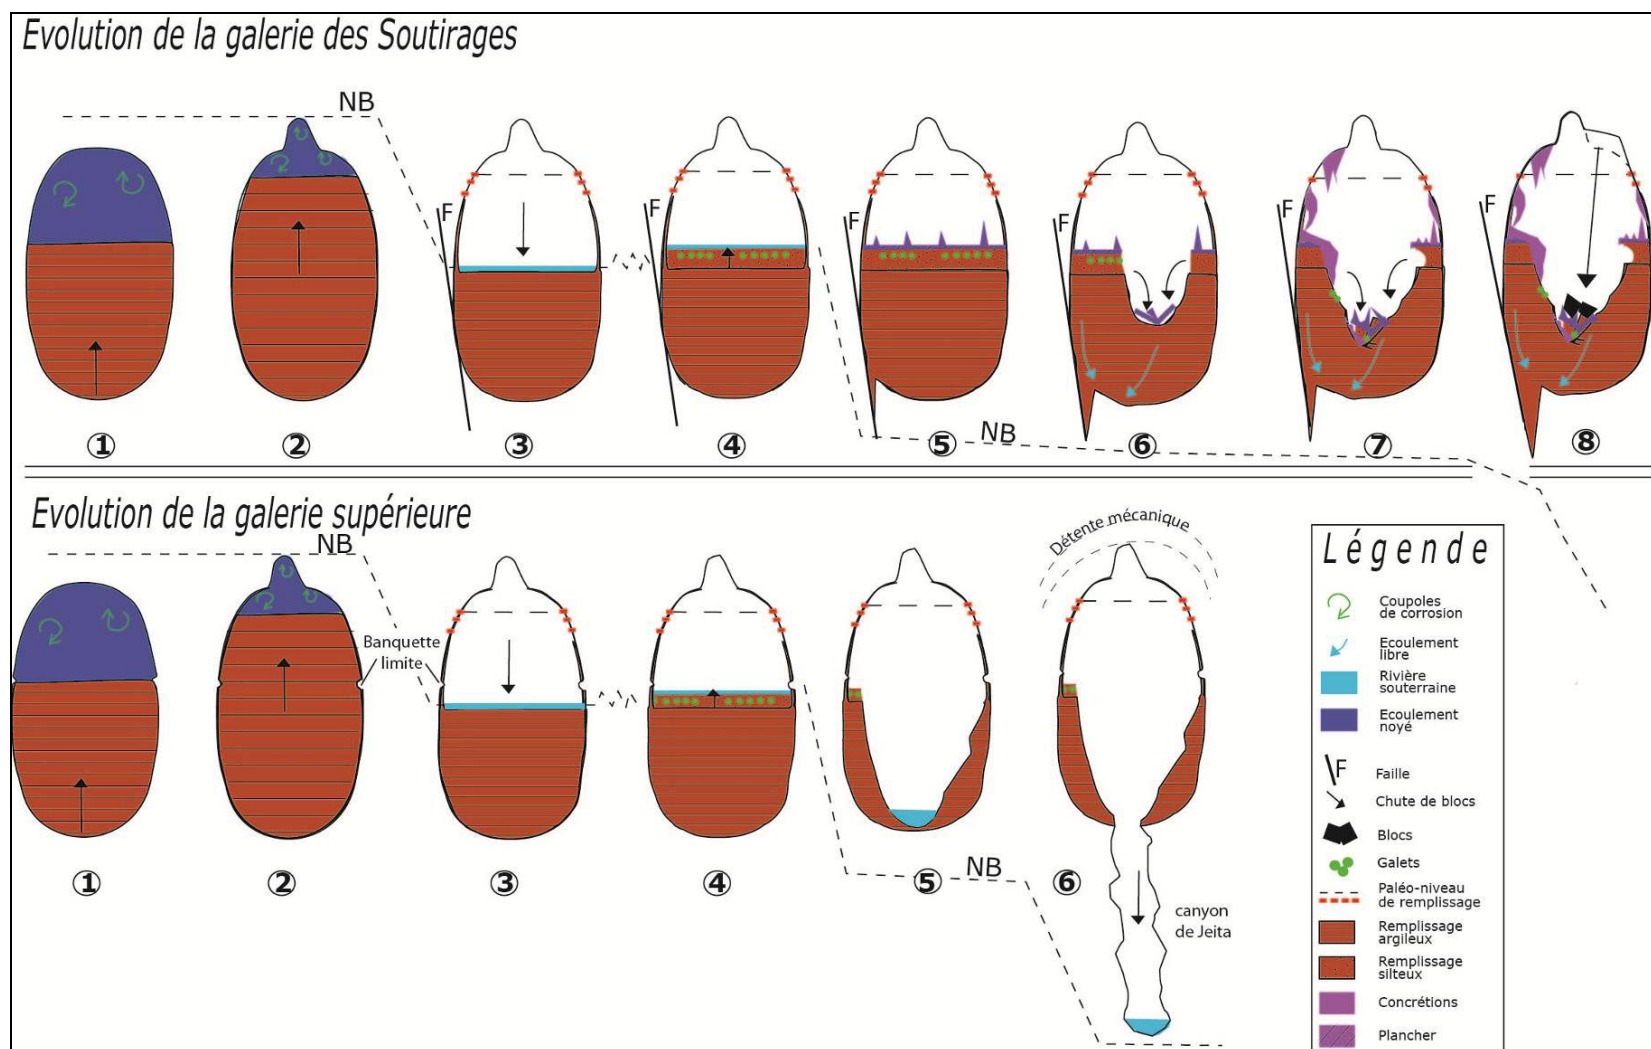 Evolution de la galerie des Soutirages
NB
F
F
F
F
F
F
① ② ③ ④ ⑤ NB ⑥ ⑦ ⑧
Evolution de la galerie supérieure
NB
Banquette
limite
Détente mécanique
① ② ③ ④ ⑤ NB ⑥
canyon
de Jeita
Légende
Coupoles
de corrosion
Ecoulement
libre
Rivière
souterraine
Ecoulement
noyé
F Faille
Chute de blocs
Blocs
Galets
Paléo-niveau
de remplissage
Remplissage
argileux
Remplissage
silteux
Concrétions
Plancher